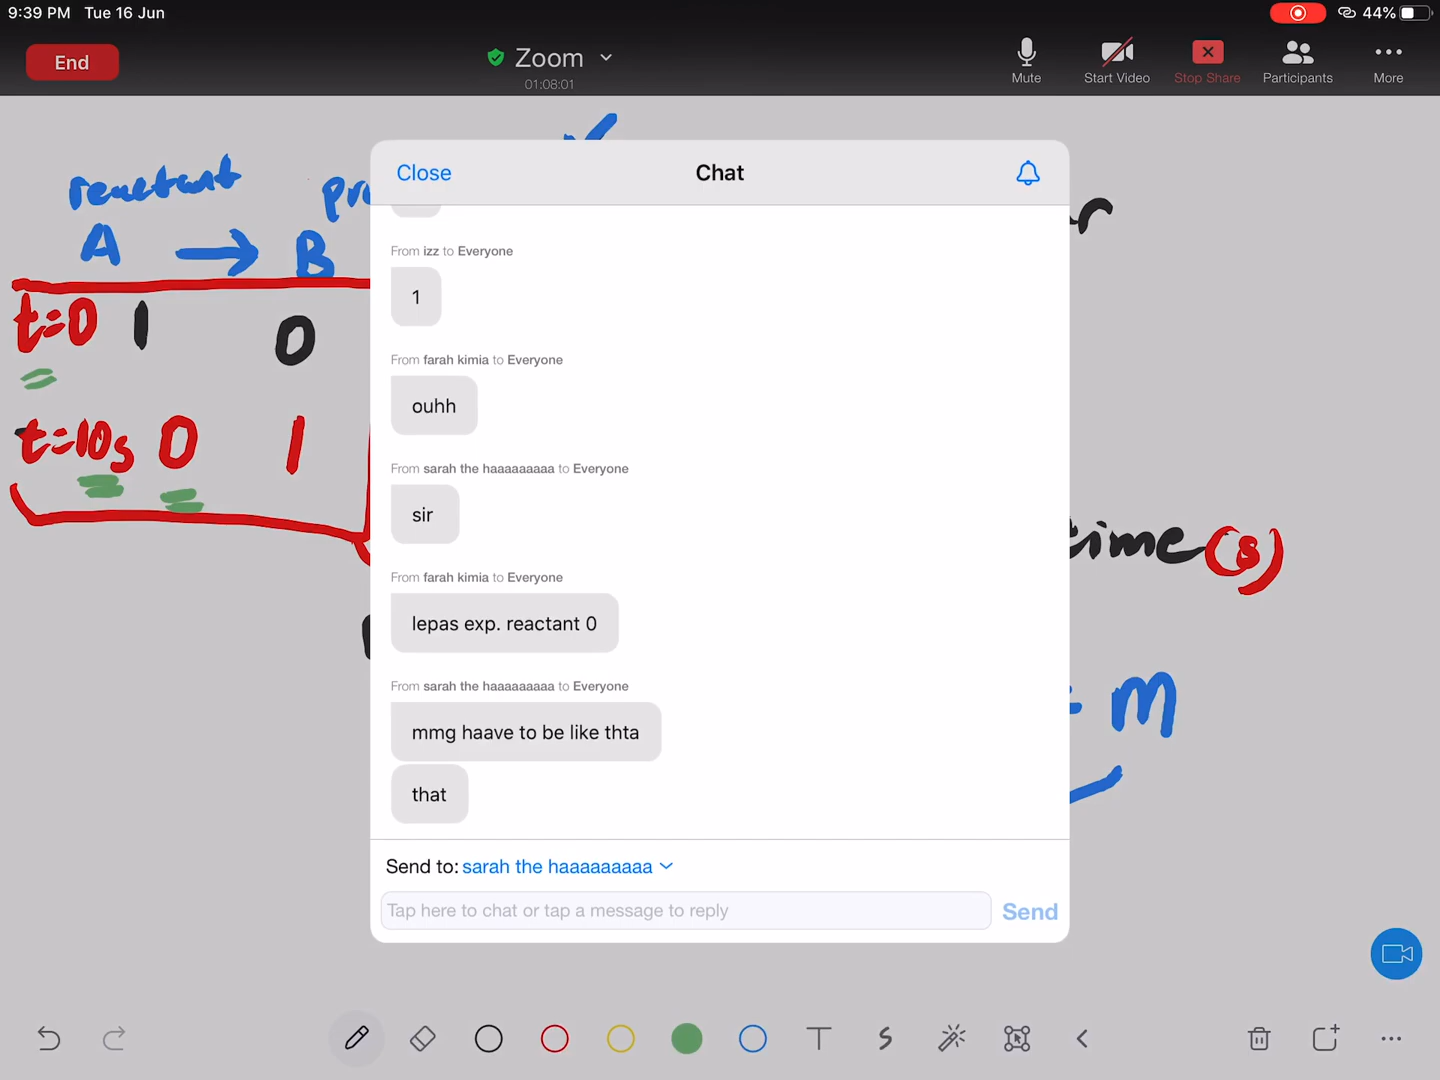 9:39 PM Tue 16 Jun
44%
End
Zoom
01:08:01
Mute
Start Video
Stop Share
Participants
More
reactant
A → B
t=0 1 0
t=10s 0 1
time(s)
= m
Close
Chat
From izz to Everyone
1
From farah kimia to Everyone
ouhh
From sarah the haaaaaaaaa to Everyone
sir
From farah kimia to Everyone
lepas exp. reactant 0
From sarah the haaaaaaaaa to Everyone
mmg haave to be like thta
that
Send to: sarah the haaaaaaaaa
Tap here to chat or tap a message to reply
Send